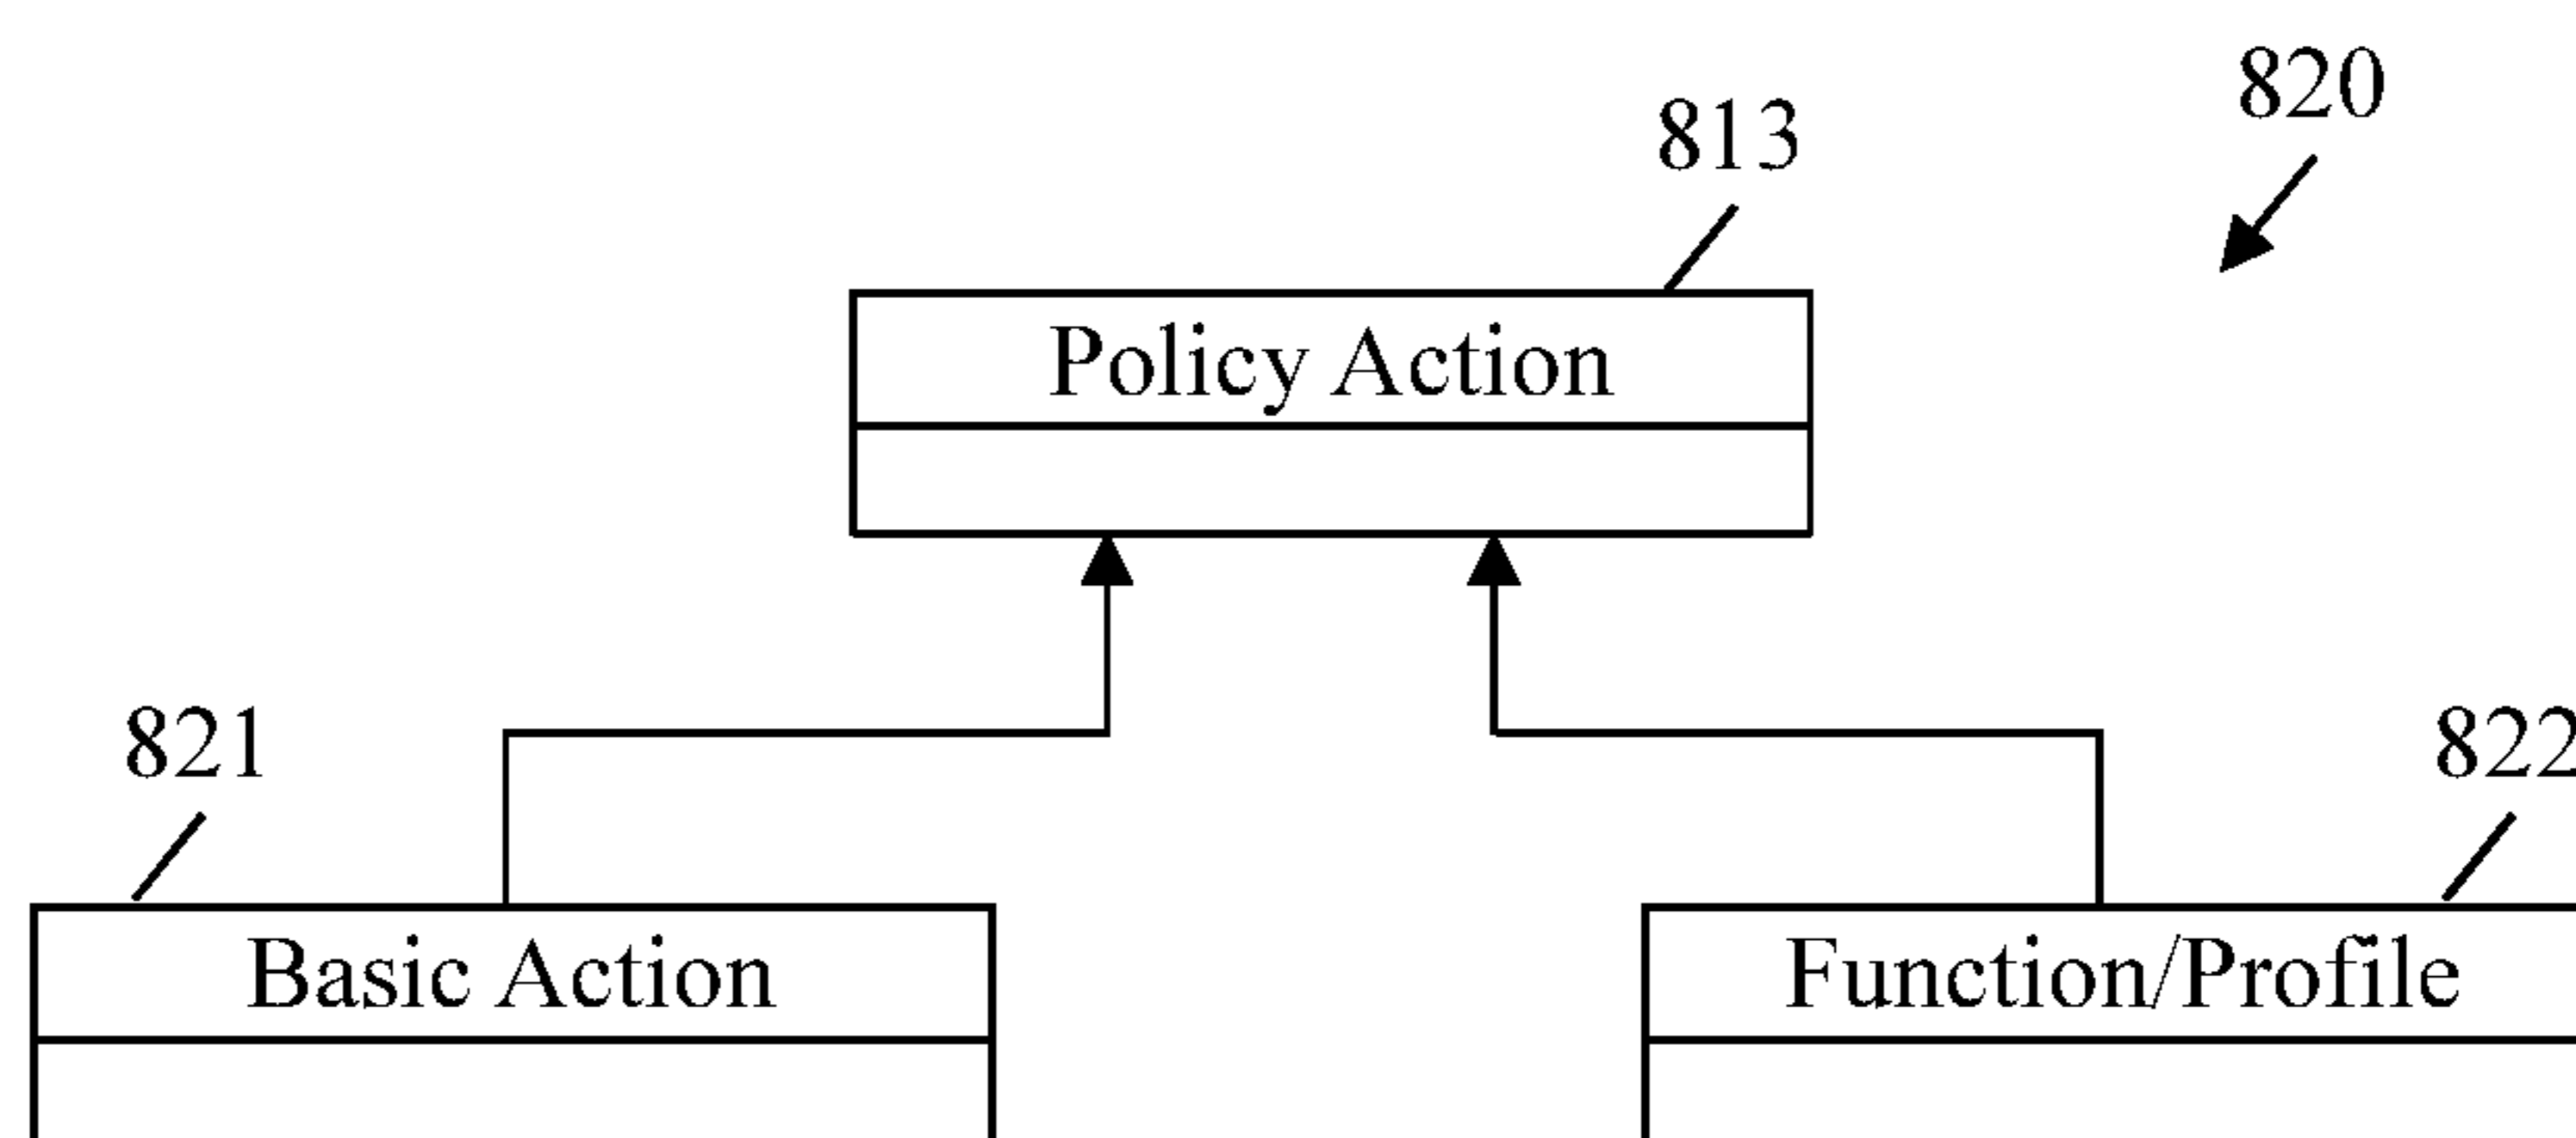 820
813
Policy Action
821
822
Basic Action
Function/Profile